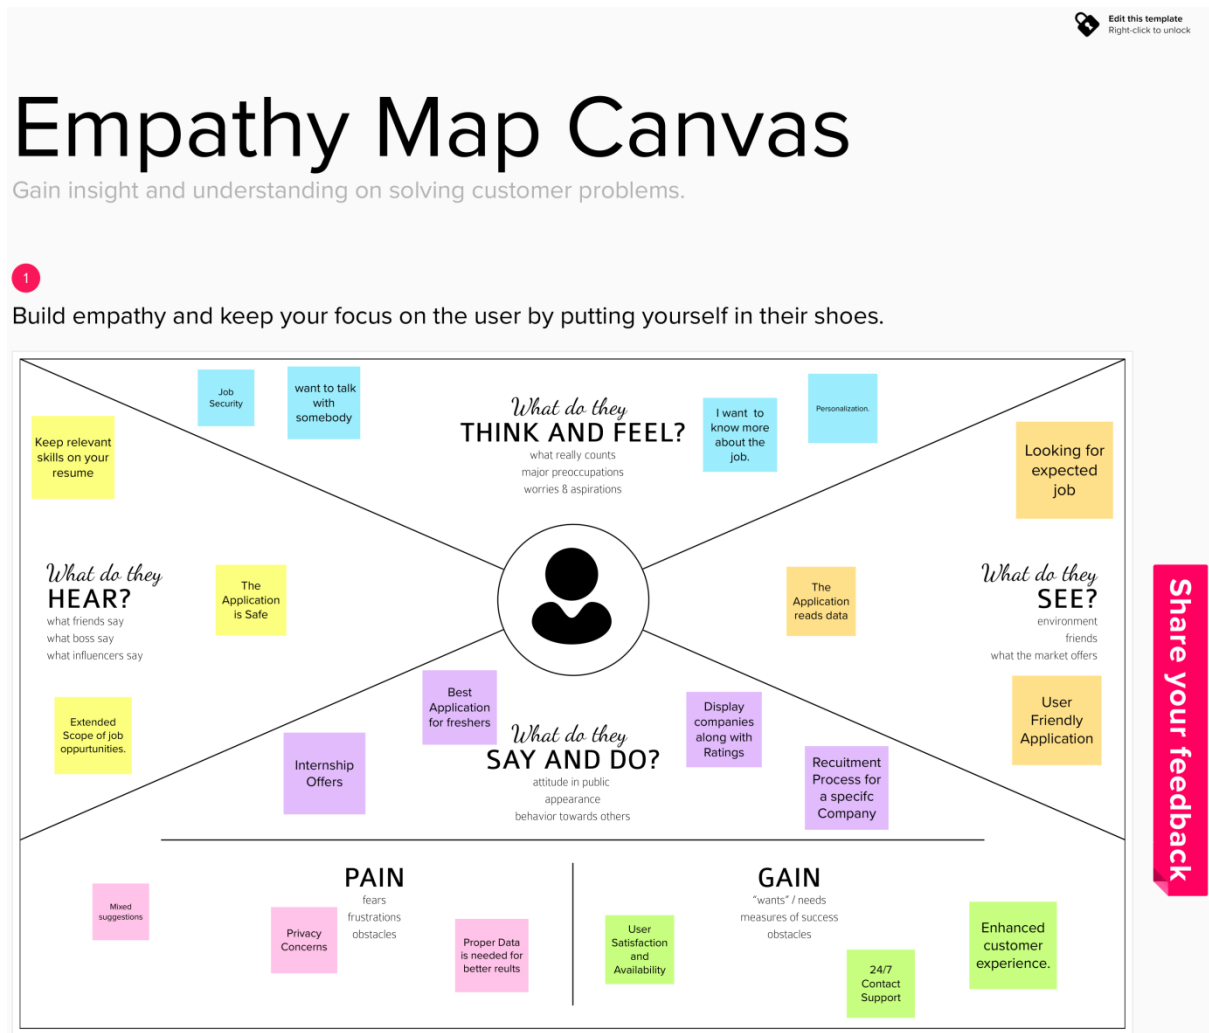 Edit this template
Right-click to unlock
Empathy Map Canvas
Gain insight and understanding on solving customer problems.
1
Build empathy and keep your focus on the user by putting yourself in their shoes.
Job
Security
want to talk
with
somebody
What do they
THINK AND FEEL?
what really counts
major preoccupations
worries & aspirations
I want to
know more
about the
job.
Personalization.
Keep relevant
skills on your
resume
Looking for
expected
job
What do they
HEAR?
what friends say
what boss say
what influencers say
The
Application
is Safe
The
Application
reads data
What do they
SEE?
environment
friends
what the market offers
Extended
Scope of job
oppurtunities.
User
Friendly
Application
Internship
Offers
Best
Application
for freshers
What do they
SAY AND DO?
attitude in public
appearance
behavior towards others
Display
companies
along with
Ratings
Recuitment
Process for
a specifc
Company
Share your feedback
PAIN
fears
frustrations
obstacles
Mixed
suggestions
Privacy
Concerns
Proper Data
is needed for
better reults
GAIN
"wants" / needs
measures of success
obstacles
User
Satisfaction
and
Availability
24/7
Contact
Support
Enhanced
customer
experience.